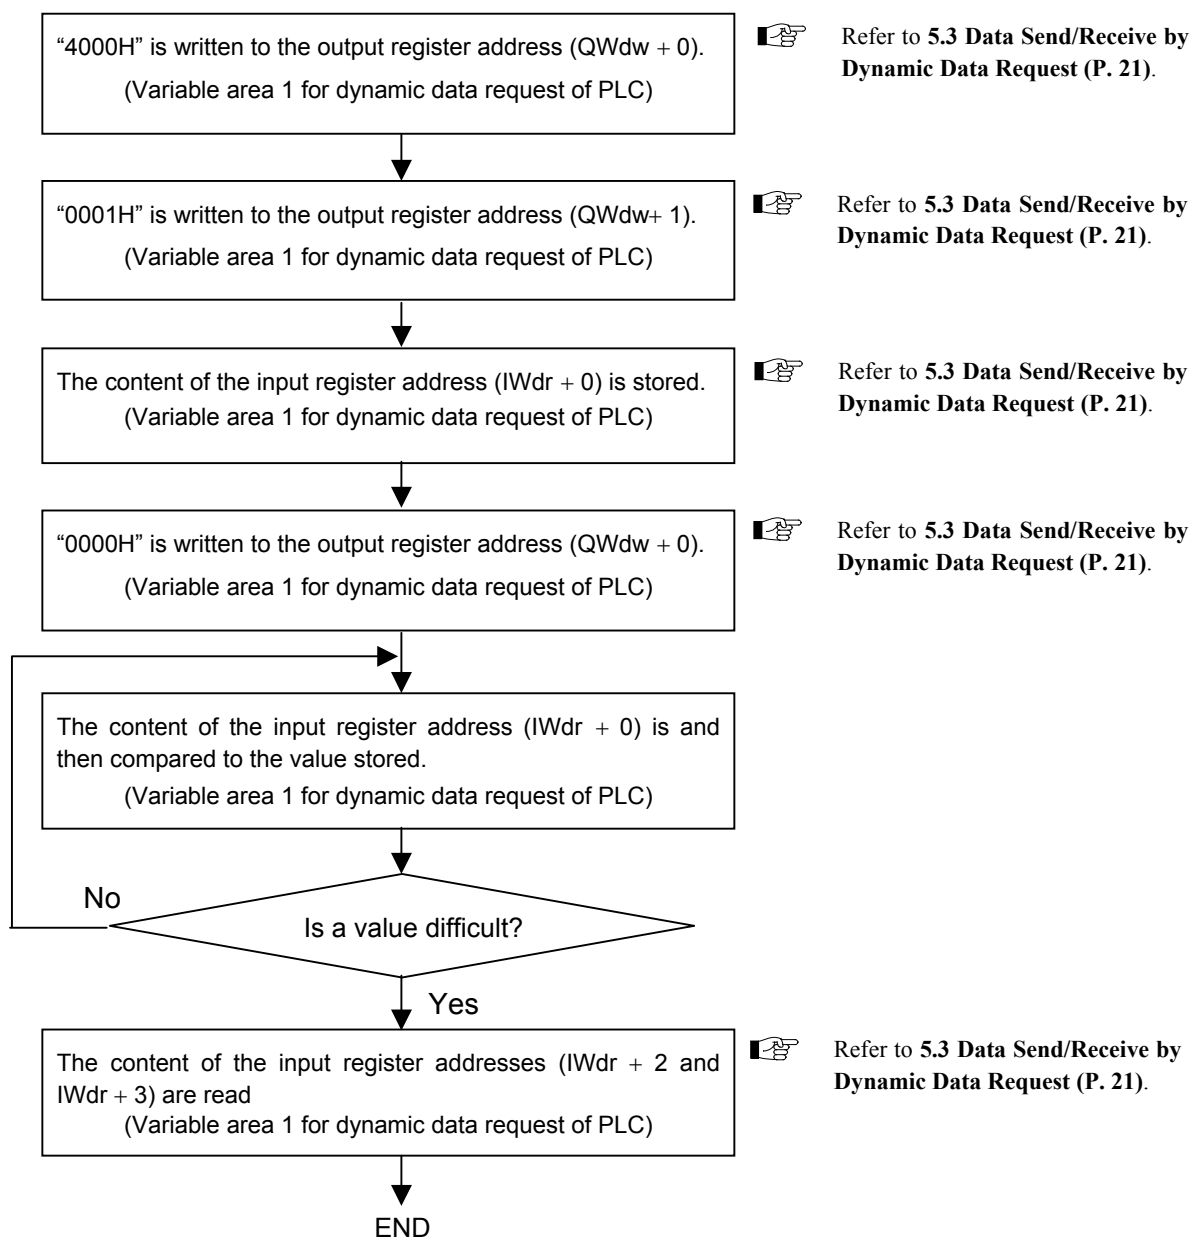 “4000H” is written to the output register address (QWdw + 0).
(Variable area 1 for dynamic data request of PLC)
Refer to 5.3 Data Send/Receive by
Dynamic Data Request (P. 21).
“0001H” is written to the output register address (QWdw+ 1).
(Variable area 1 for dynamic data request of PLC)
Refer to 5.3 Data Send/Receive by
Dynamic Data Request (P. 21).
The content of the input register address (IWdr + 0) is stored.
(Variable area 1 for dynamic data request of PLC)
Refer to 5.3 Data Send/Receive by
Dynamic Data Request (P. 21).
“0000H” is written to the output register address (QWdw + 0).
(Variable area 1 for dynamic data request of PLC)
Refer to 5.3 Data Send/Receive by
Dynamic Data Request (P. 21).
The content of the input register address (IWdr + 0) is and
then compared to the value stored.
(Variable area 1 for dynamic data request of PLC)
No
Is a value difficult?
Yes
The content of the input register addresses (IWdr + 2 and
IWdr + 3) are read
(Variable area 1 for dynamic data request of PLC)
Refer to 5.3 Data Send/Receive by
Dynamic Data Request (P. 21).
END